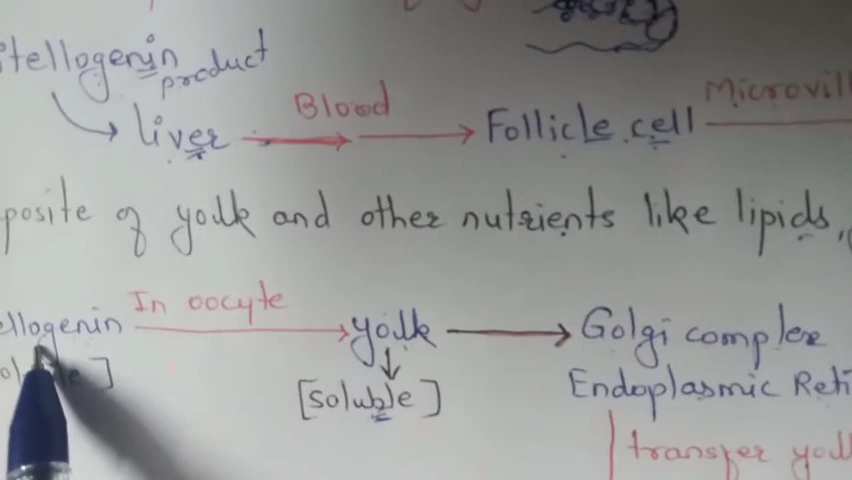 itellogenin product
liver Blood Follicle cell Microvill
posite of yolk and other nutrients like lipids,
ellogenin In oocyte yolk Golgi complex
[soluble] Endoplasmic Reti
transfer yolk